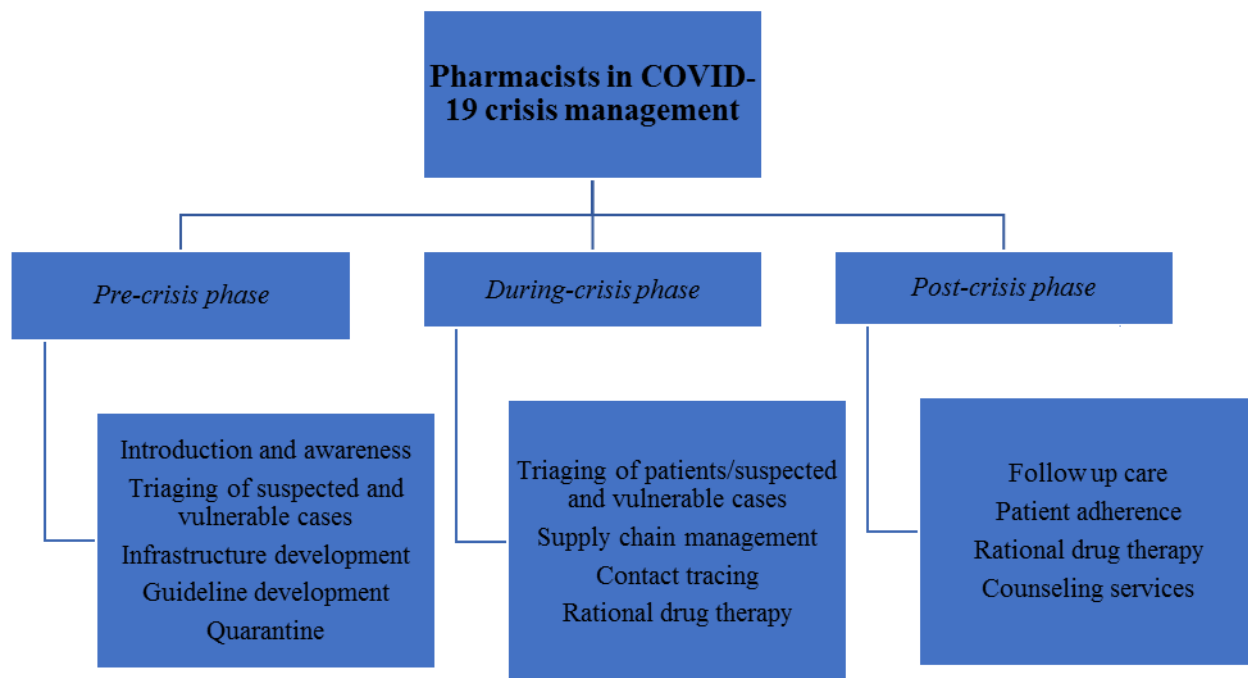 Pharmacists in COVID-
19 crisis management
Pre-crisis phase
During-crisis phase
Post-crisis phase
Introduction and awareness
Triaging of suspected and
vulnerable cases
Infrastructure development
Guideline development
Quarantine
Triaging of patients/suspected
and vulnerable cases
Supply chain management
Contact tracing
Rational drug therapy
Follow up care
Patient adherence
Rational drug therapy
Counseling services